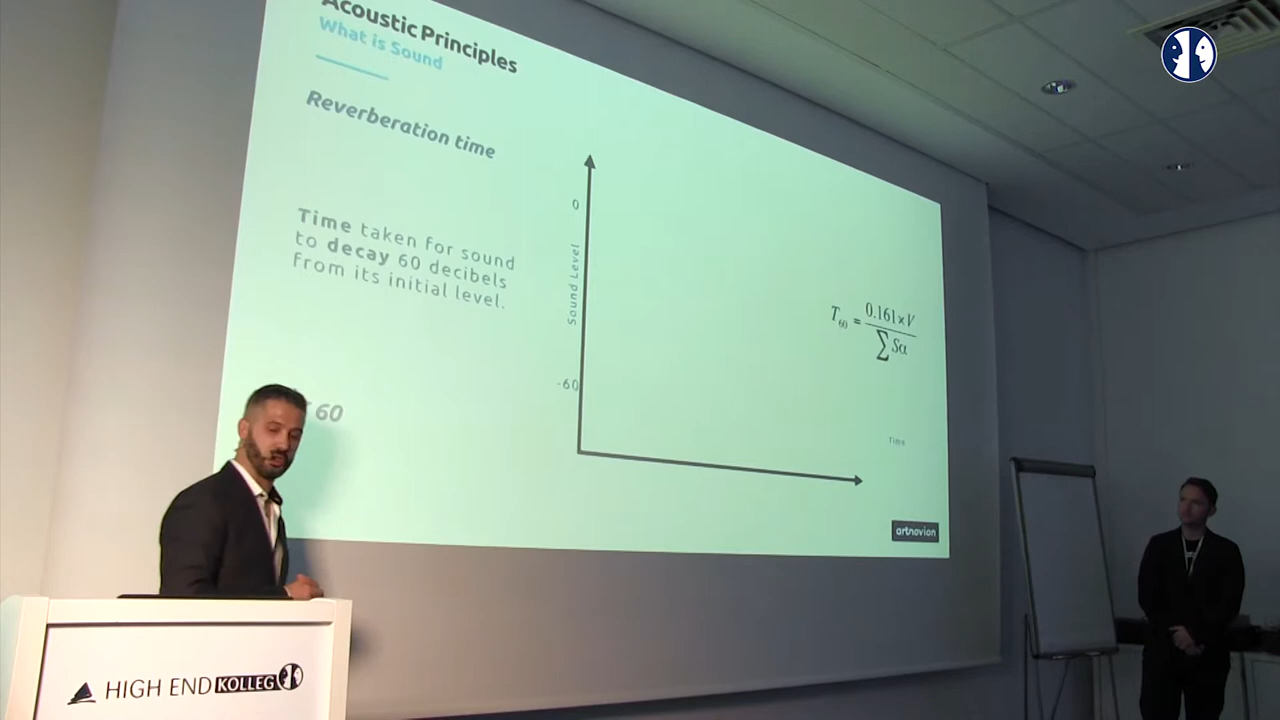 Acoustic Principles
What is Sound
Reverberation time
Time taken for sound
to decay 60 decibels
from its initial level.
60
0
Sound Level
-60
T60 = 0.161×V / ∑ Sα
Time
artnovion
HIGH END KOLLEG